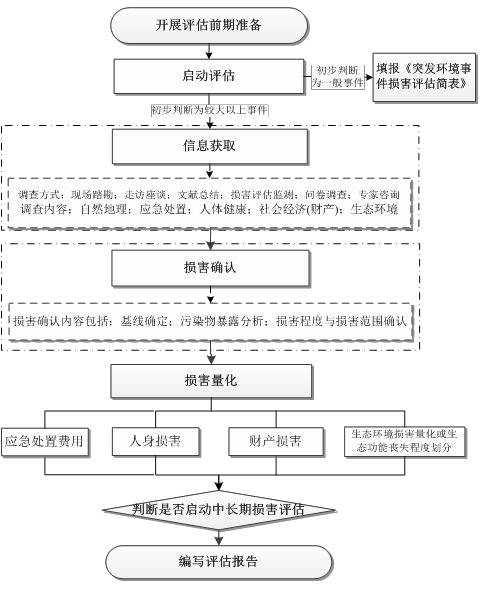 开展评估前期准备
启动评估
初步判断
为一般事件
填报《突发环境事
件损害评估简表》
初步判断为较大以上事件
信息获取
调查方式：现场踏勘；走访座谈；文献总结；损害评估监测；问卷调查；专家咨询
调查内容：自然地理；应急处置；人体健康；社会经济(财产)；生态环境
损害确认
损害确认内容包括：基线确定；污染物暴露分析；损害程度与损害范围确认
损害量化
应急处置费用
人身损害
财产损害
生态环境损害量化或生
态功能丧失程度划分
判断是否启动中长期损害评估
编写评估报告